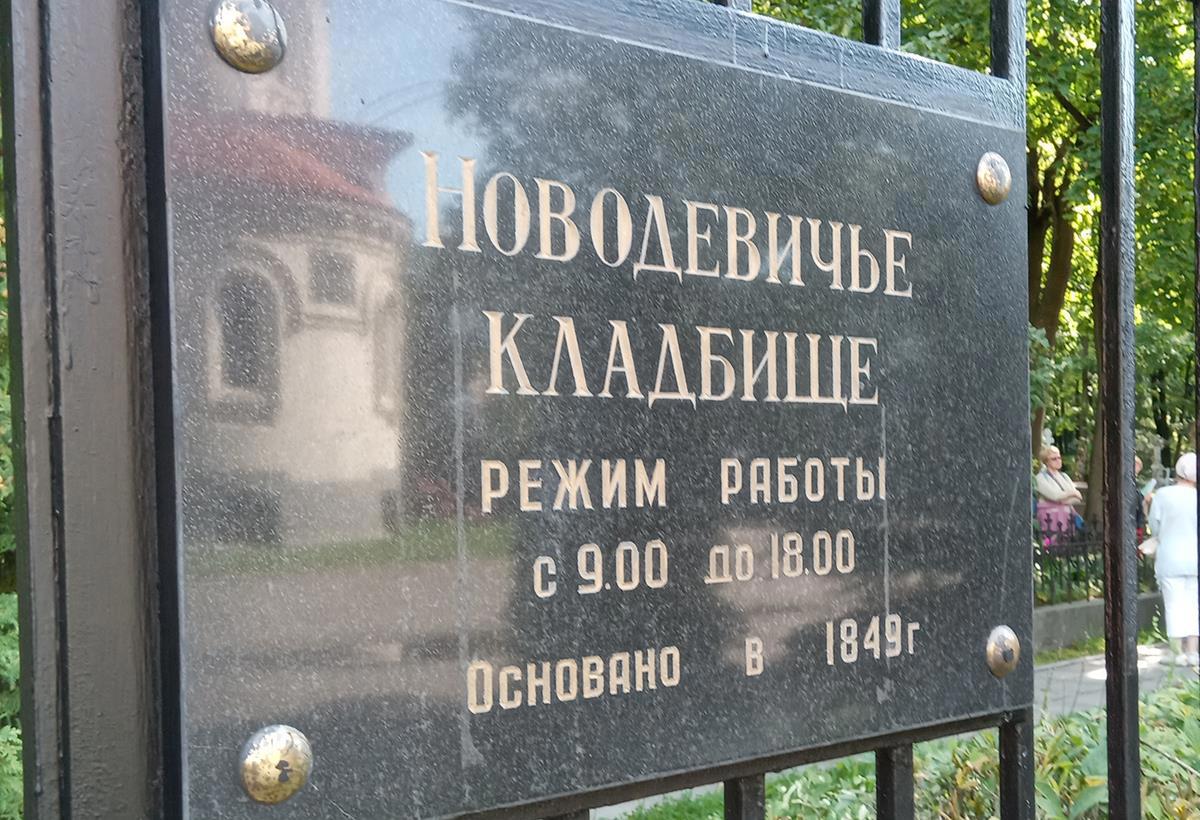 НОВОДЕВИЧЬЕ
КЛАДБИЩЕ
РЕЖИМ РАБОТЫ
с 9.00 до 18.00
ОСНОВАНО в 1849г